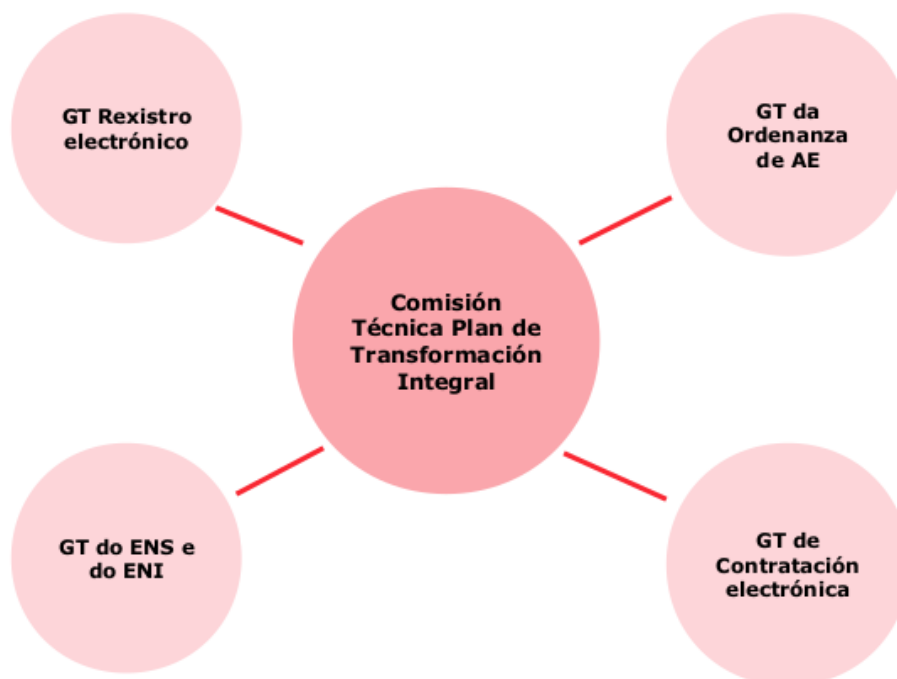 GT Rexistro
electrónico
GT da
Ordenanza
de AE
Comisión
Técnica Plan de
Transformación
Integral
GT do ENS e
do ENI
GT de
Contratación
electrónica